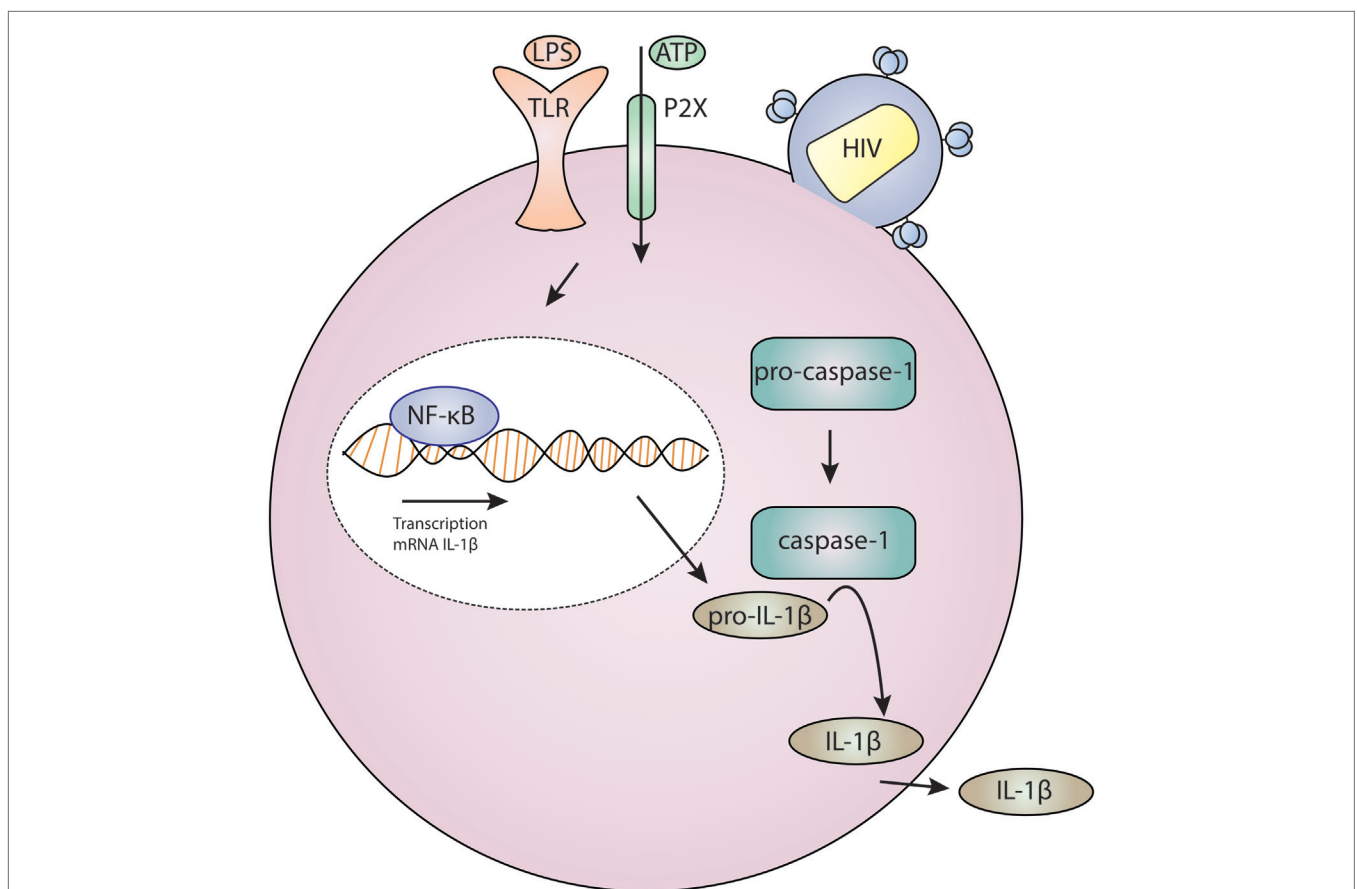 LPS
ATP
TLR
P2X
HIV
pro-caspase-1
NF-κB
Transcription
mRNA IL-1β
caspase-1
pro-IL-1β
IL-1β
IL-1β